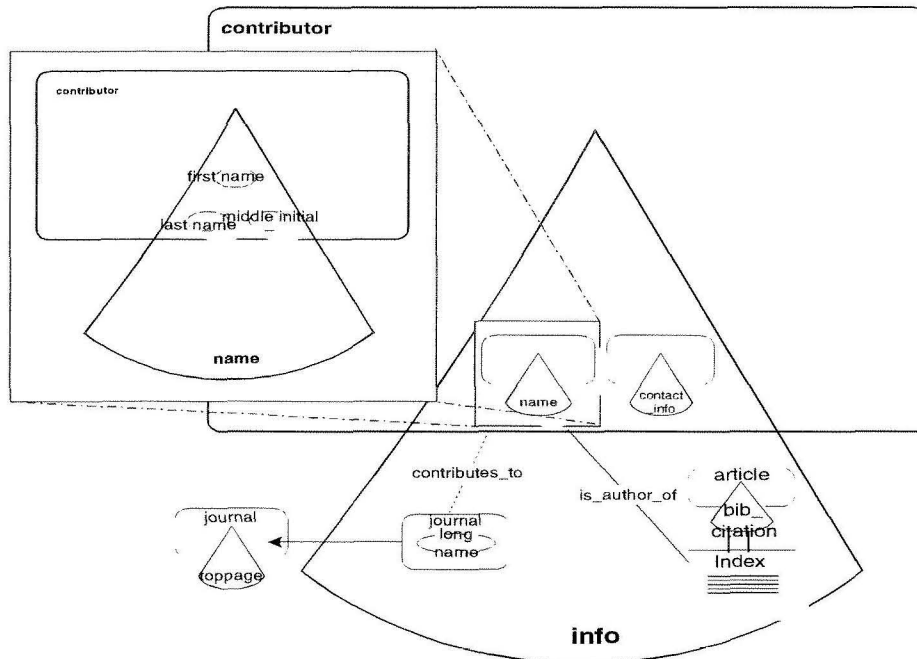 contributor
contributor
first name
last name
middle initial
name
name
contact
_info
contributes_to
is_author_of
article
bib_
citation
Index
journal
toppage
journal
long
name
info